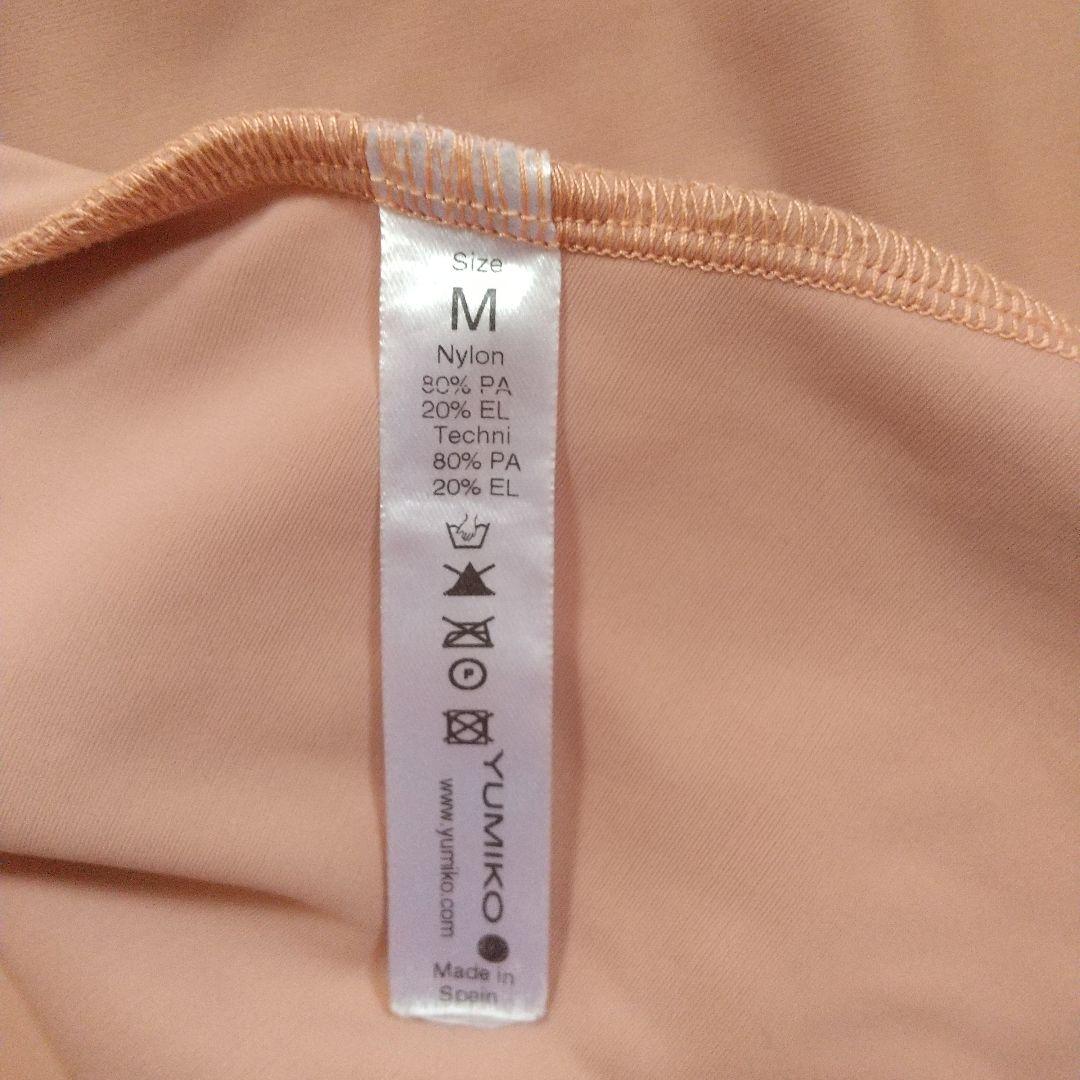 Size
M
Nylon
80% PA
20% EL
Techni
80% PA
20% EL
P
YUMIKO
www.yumiko.com
Made in
Spain